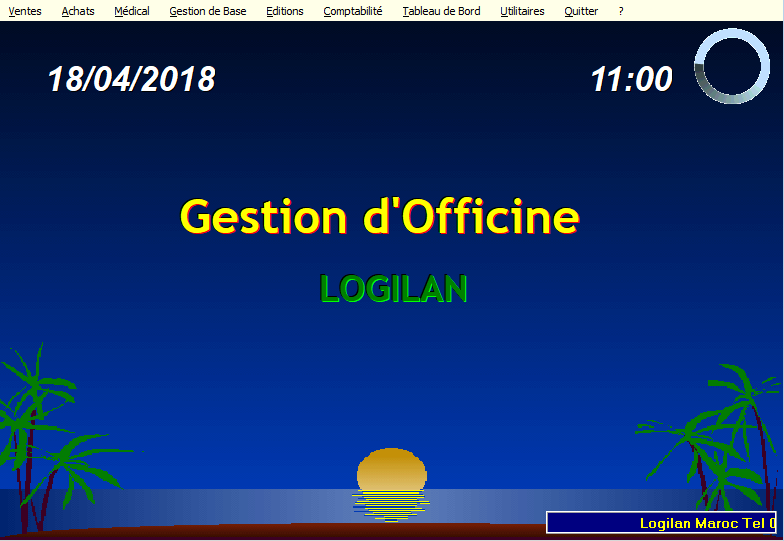 Ventes Achats Médical Gestion de Base Editions Comptabilité Tableau de Bord Utilitaires Quitter ?
18/04/2018 11:00
Gestion d'Officine
LOGILAN
Logilan Maroc Tel